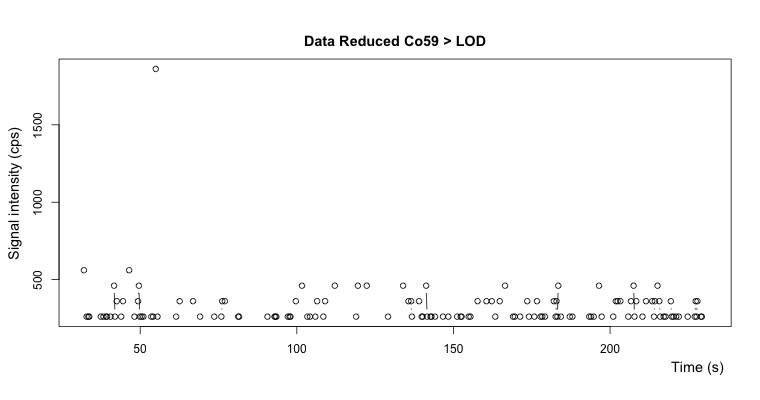 Data Reduced Co59 > LOD
Signal intensity (cps)
1500
1000
500
50 100 150 200
Time (s)